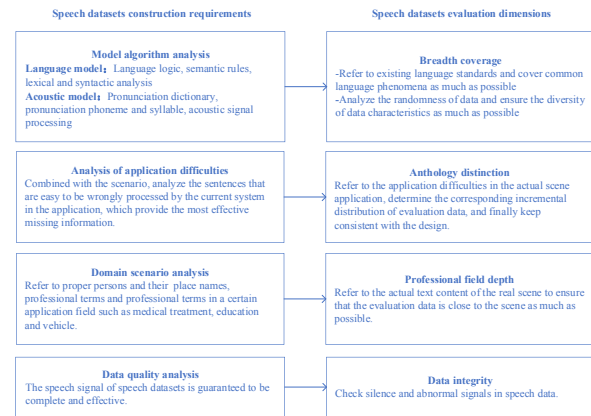 Speech datasets construction requirements
Speech datasets evaluation dimensions
Model algorithm analysis
Language model：Language logic, semantic rules,
lexical and syntactic analysis
Acoustic model：Pronunciation dictionary,
pronunciation phoneme and syllable, acoustic signal
processing
Breadth coverage
-Refer to existing language standards and cover common
language phenomena as much as possible
-Analyze the randomness of data and ensure the diversity
of data characteristics as much as possible
Analysis of application difficulties
Combined with the scenario, analyze the sentences that
are easy to be wrongly processed by the current system
in the application, which provide the most effective
missing information.
Anthology distinction
Refer to the application difficulties in the actual scene
application, determine the corresponding incremental
distribution of evaluation data, and finally keep
consistent with the design.
Domain scenario analysis
Refer to proper persons and their place names,
professional terms and professional terms in a certain
application field such as medical treatment, education
and vehicle.
Professional field depth
Refer to the actual text content of the real scene to ensure
that the evaluation data is close to the scene as much as
possible.
Data quality analysis
The speech signal of speech datasets is guaranteed to be
complete and effective.
Data integrity
Check silence and abnormal signals in speech data.